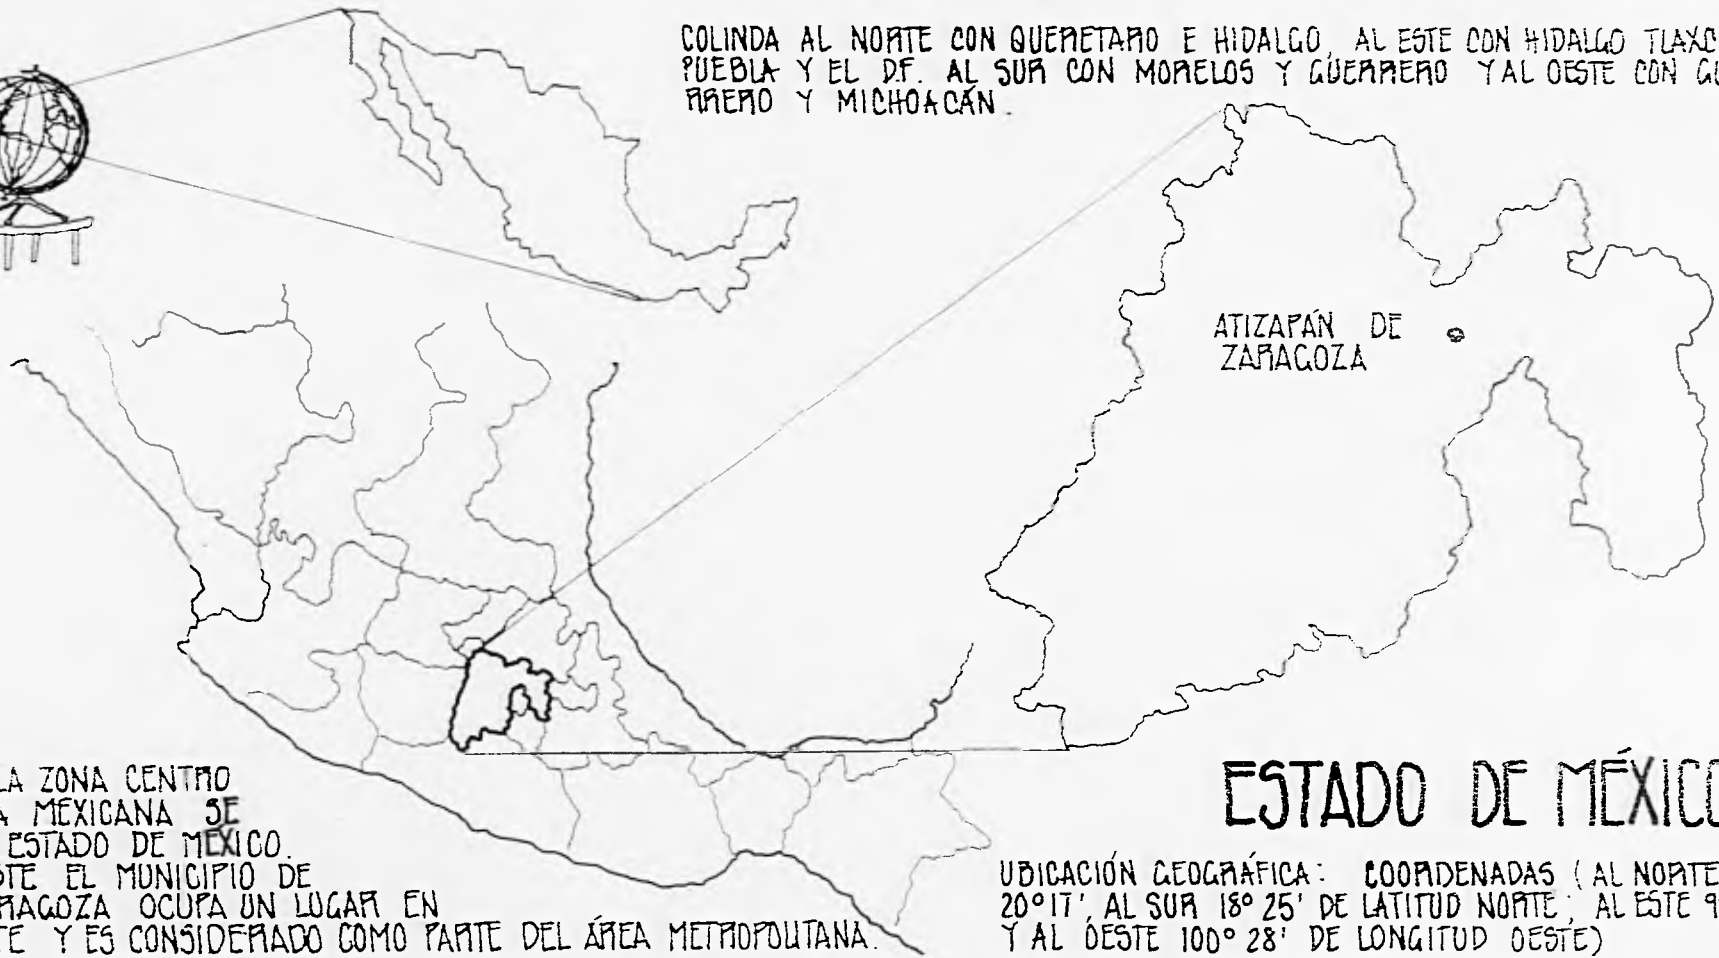 COLINDA AL NORTE CON QUERETARO E HIDALGO, AL ESTE CON HIDALGO TLAXC
PUEBLA Y EL D.F. AL SUR CON MORELOS Y GUERRERO Y AL OESTE CON GU
RRERO Y MICHOACÁN.
ATIZAPÁN DE
ZARAGOZA
LA ZONA CENTRO
A MEXICANA SE
ESTADO DE MÉXICO.
STE EL MUNICIPIO DE
RAGOZA OCUPA UN LUGAR EN
TE Y ES CONSIDERADO COMO PARTE DEL ÁREA METROPOLITANA.
ESTADO DE MÉXICO
UBICACIÓN GEOGRÁFICA: COORDENADAS (AL NORTE
20°17', AL SUR 18° 25' DE LATITUD NORTE; AL ESTE 9
Y AL OESTE 100° 28' DE LONGITUD OESTE)